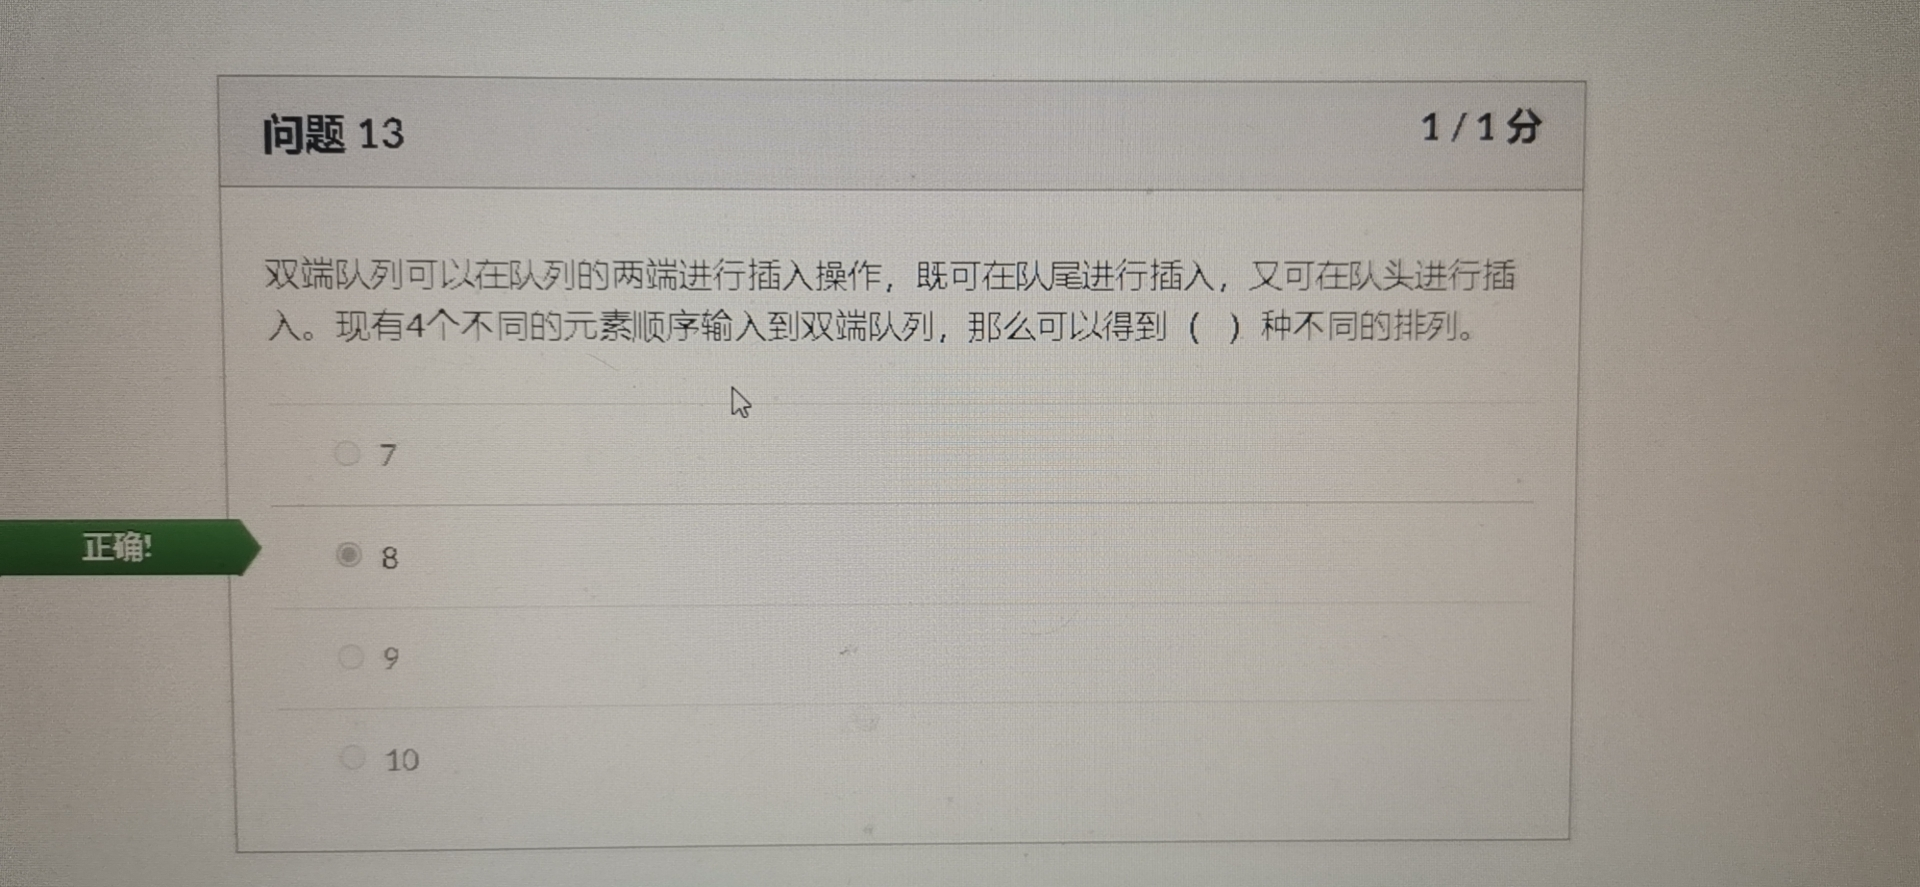 问题 13
1 / 1 分
双端队列可以在队列的两端进行插入操作，既可在队尾进行插入，又可在队头进行插
入。现有4个不同的元素顺序输入到双端队列，那么可以得到（ ）种不同的排列。
7
正确!
8
9
10